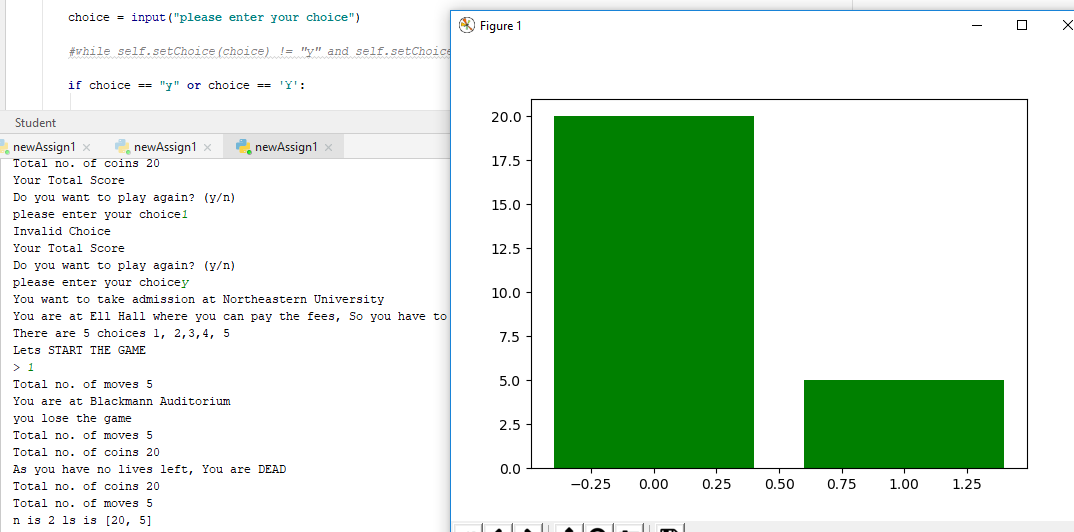 choice = input("please enter your choice")
#while self.setChoice(choice) != "y" and self.setChoice
if choice == "y" or choice == 'Y':
Student
newAssign1 newAssign1 newAssign1
Total no. of coins 20
Your Total Score
Do you want to play again? (y/n)
please enter your choice1
Invalid Choice
Your Total Score
Do you want to play again? (y/n)
please enter your choicey
You want to take admission at Northeastern University
You are at Ell Hall where you can pay the fees, So you have to
There are 5 choices 1, 2,3,4, 5
Lets START THE GAME
> 1
Total no. of moves 5
You are at Blackmann Auditorium
you lose the game
Total no. of moves 5
Total no. of coins 20
As you have no lives left, You are DEAD
Total no. of coins 20
Total no. of moves 5
n is 2 ls is [20, 5]
Figure 1
20.0
17.5
15.0
12.5
10.0
7.5
5.0
2.5
0.0
−0.25 0.00 0.25 0.50 0.75 1.00 1.25